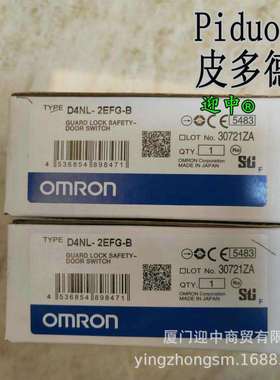 Piduo
皮多德
迎中®
TYPE D4NL-2EFG-B
GUARD LOCK SAFETY-
DOOR SWITCH
5483
LOT No. 30721ZA
4 536854 898471
QTY. 1
OMRON Corporation
MADE IN JAPAN
OMRON
F
TYPE D4NL-2EFG-B
GUARD LOCK SAFETY-
DOOR SWITCH
5483
LOT No. 30721ZA
4 536854 898471
QTY. 1
OMRON Corporation
MADE IN JAPAN
OMRON
F
厦门迎中商贸有限公
yingzhongsm.1688.com